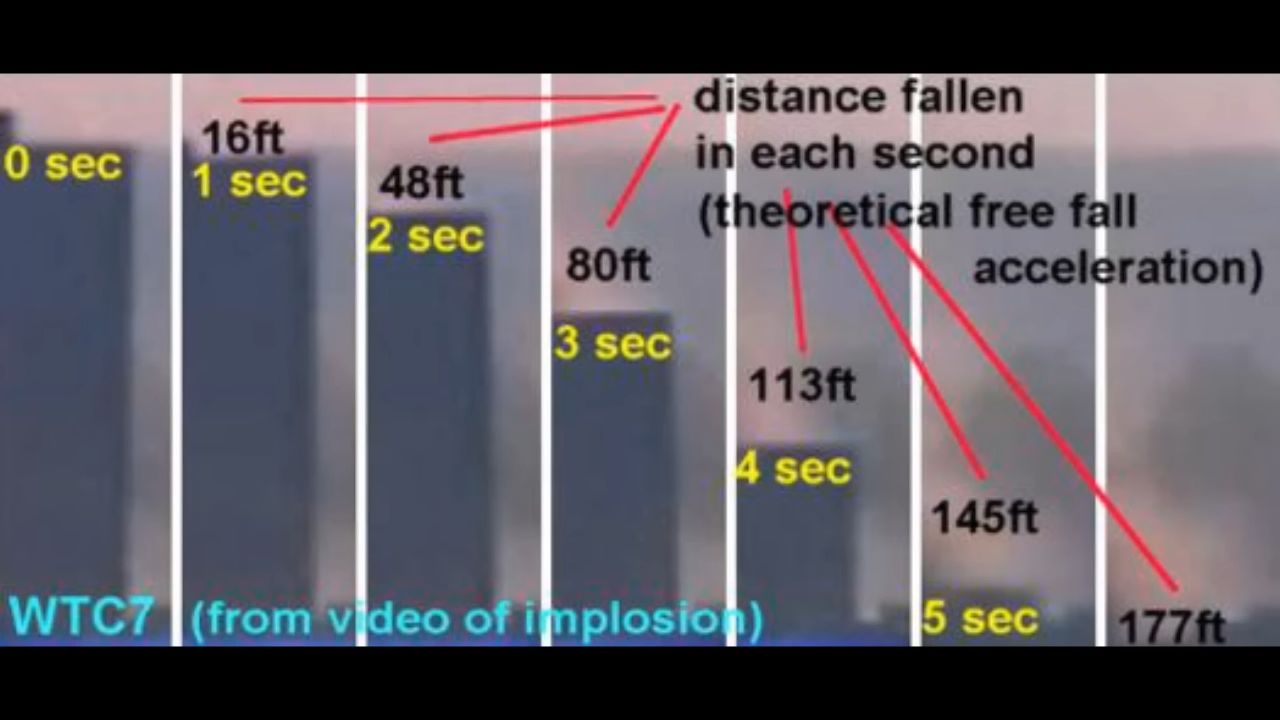 distance fallen
in each second
(theoretical free fall
acceleration)
0 sec
16ft
1 sec
48ft
2 sec
80ft
3 sec
113ft
4 sec
145ft
5 sec
177ft
WTC7 (from video of implosion)